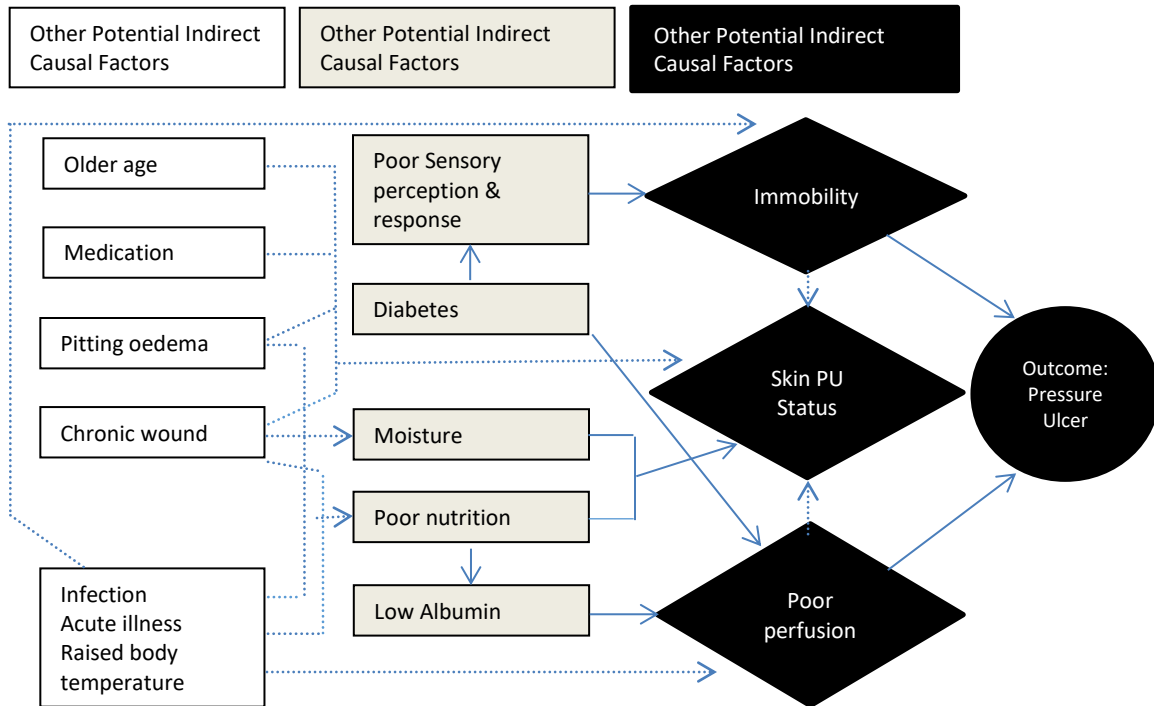 Other Potential Indirect
Causal Factors
Other Potential Indirect
Causal Factors
Other Potential Indirect
Causal Factors
Older age
Medication
Pitting oedema
Chronic wound
Infection
Acute illness
Raised body
temperature
Poor Sensory
perception &
response
Diabetes
Moisture
Poor nutrition
Low Albumin
Immobility
Skin PU
Status
Poor
perfusion
Outcome:
Pressure
Ulcer